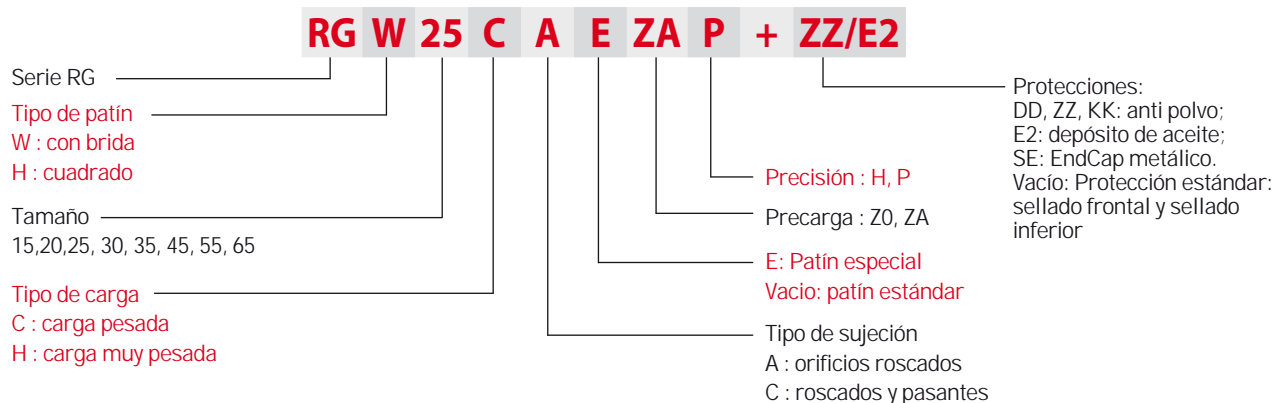 RG W 25 C A E ZA P + ZZ/E2
Serie RG
Tipo de patín
W : con brida
H : cuadrado
Tamaño
15,20,25, 30, 35, 45, 55, 65
Tipo de carga
C : carga pesada
H : carga muy pesada
Protecciones:
DD, ZZ, KK: anti polvo;
E2: depósito de aceite;
SE: EndCap metálico.
Vacío: Protección estándar:
sellado frontal y sellado
inferior
Precisión : H, P
Precarga : Z0, ZA
E: Patín especial
Vacio: patín estándar
Tipo de sujeción
A : orificios roscados
C : roscados y pasantes